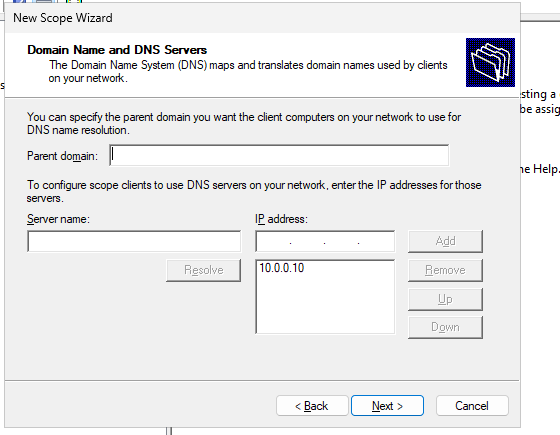 New Scope Wizard
Domain Name and DNS Servers
The Domain Name System (DNS) maps and translates domain names used by clients
on your network.
esting a
be assig
You can specify the parent domain you want the client computers on your network to use for
DNS name resolution.
Parent domain:
he Help.
To configure scope clients to use DNS servers on your network, enter the IP addresses for those
servers.
Server name:
IP address:
. . .
Add
Resolve
10.0.0.10
Remove
Up
Down
< Back
Next >
Cancel